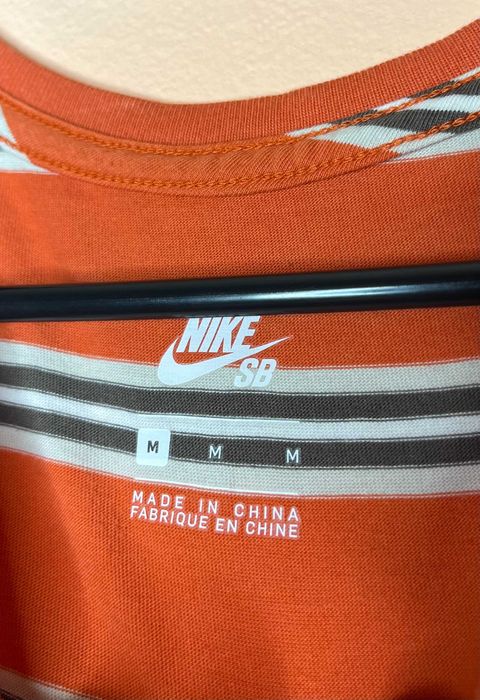 NIKE
SB
M M M
MADE IN CHINA
FABRIQUE EN CHINE